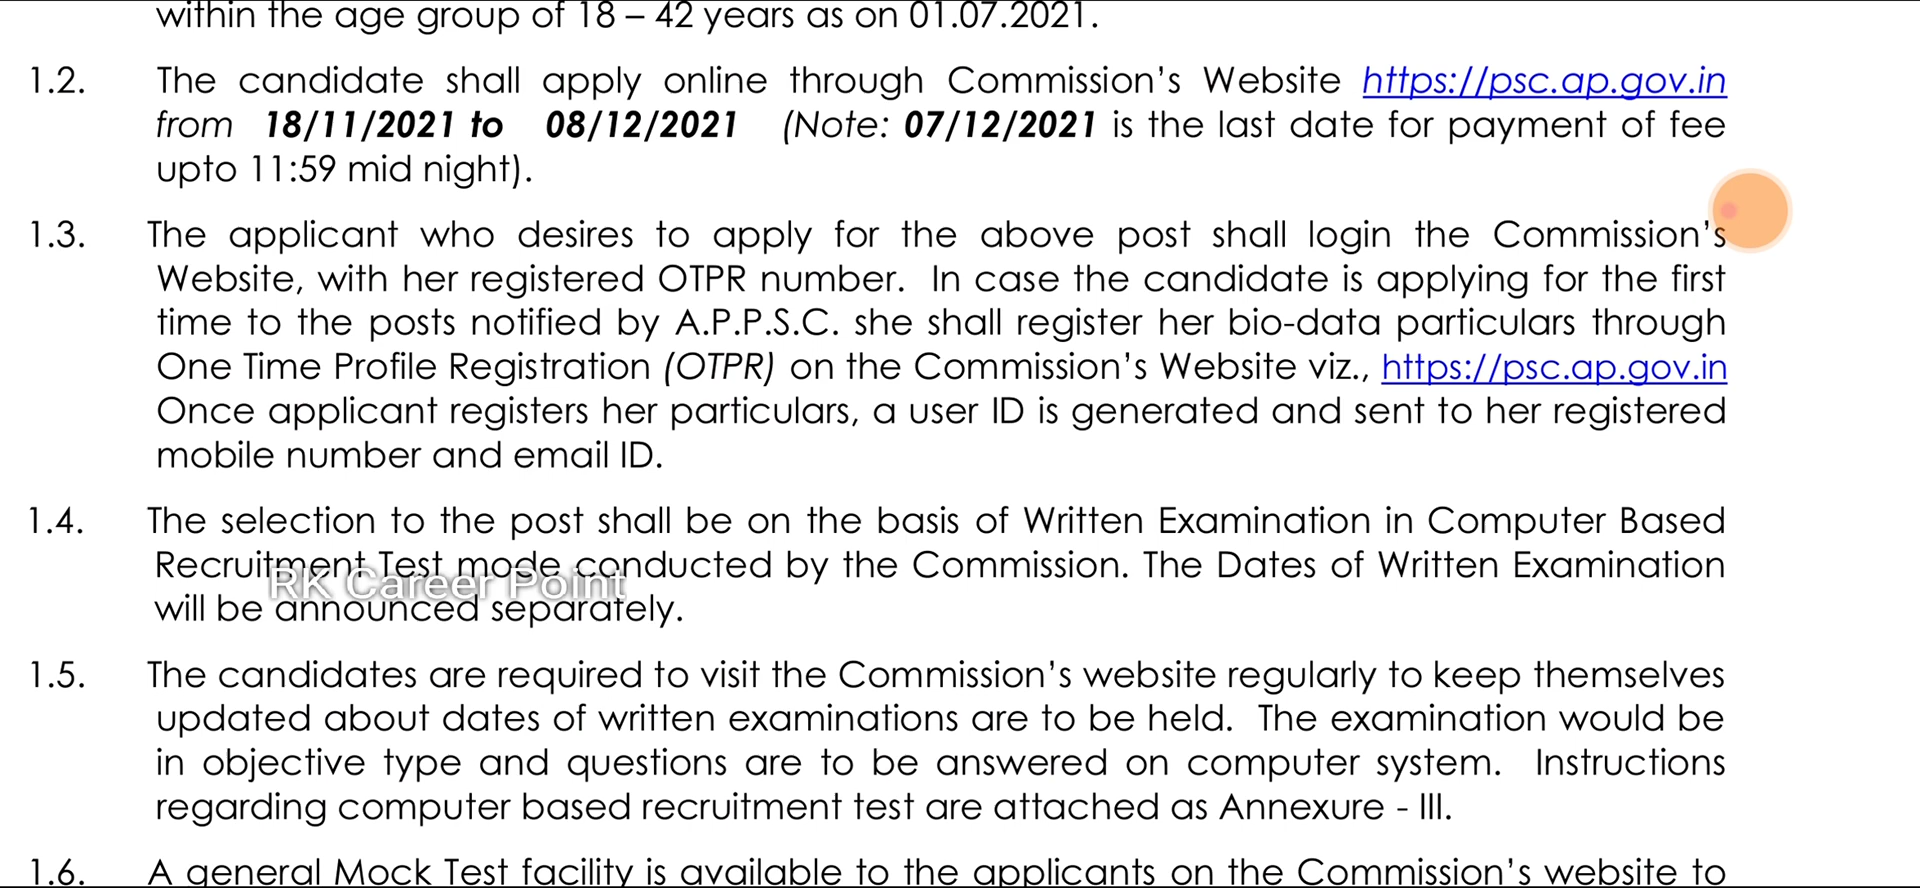 within the age group of 18 – 42 years as on 01.07.2021.
1.2. The candidate shall apply online through Commission's Website https://psc.ap.gov.in
from 18/11/2021 to 08/12/2021 (Note: 07/12/2021 is the last date for payment of fee
upto 11:59 mid night).
1.3. The applicant who desires to apply for the above post shall login the Commission's
Website, with her registered OTPR number. In case the candidate is applying for the first
time to the posts notified by A.P.P.S.C. she shall register her bio-data particulars through
One Time Profile Registration (OTPR) on the Commission's Website viz., https://psc.ap.gov.in
Once applicant registers her particulars, a user ID is generated and sent to her registered
mobile number and email ID.
1.4. The selection to the post shall be on the basis of Written Examination in Computer Based
Recruitment Test mode conducted by the Commission. The Dates of Written Examination
RK Career Point
will be announced separately.
1.5. The candidates are required to visit the Commission's website regularly to keep themselves
updated about dates of written examinations are to be held. The examination would be
in objective type and questions are to be answered on computer system. Instructions
regarding computer based recruitment test are attached as Annexure - III.
1.6. A general Mock Test facility is available to the applicants on the Commission's website to